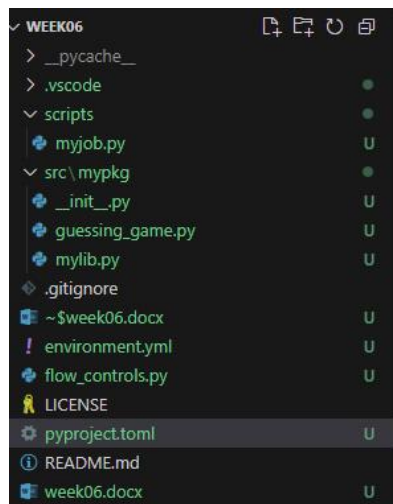 WEEK06
__pycache__
.vscode
scripts
myjob.py U
src\mypkg
__init__.py U
guessing_game.py U
mylib.py U
.gitignore
~$week06.docx U
! environment.yml U
flow_controls.py U
LICENSE
pyproject.toml U
README.md
week06.docx U